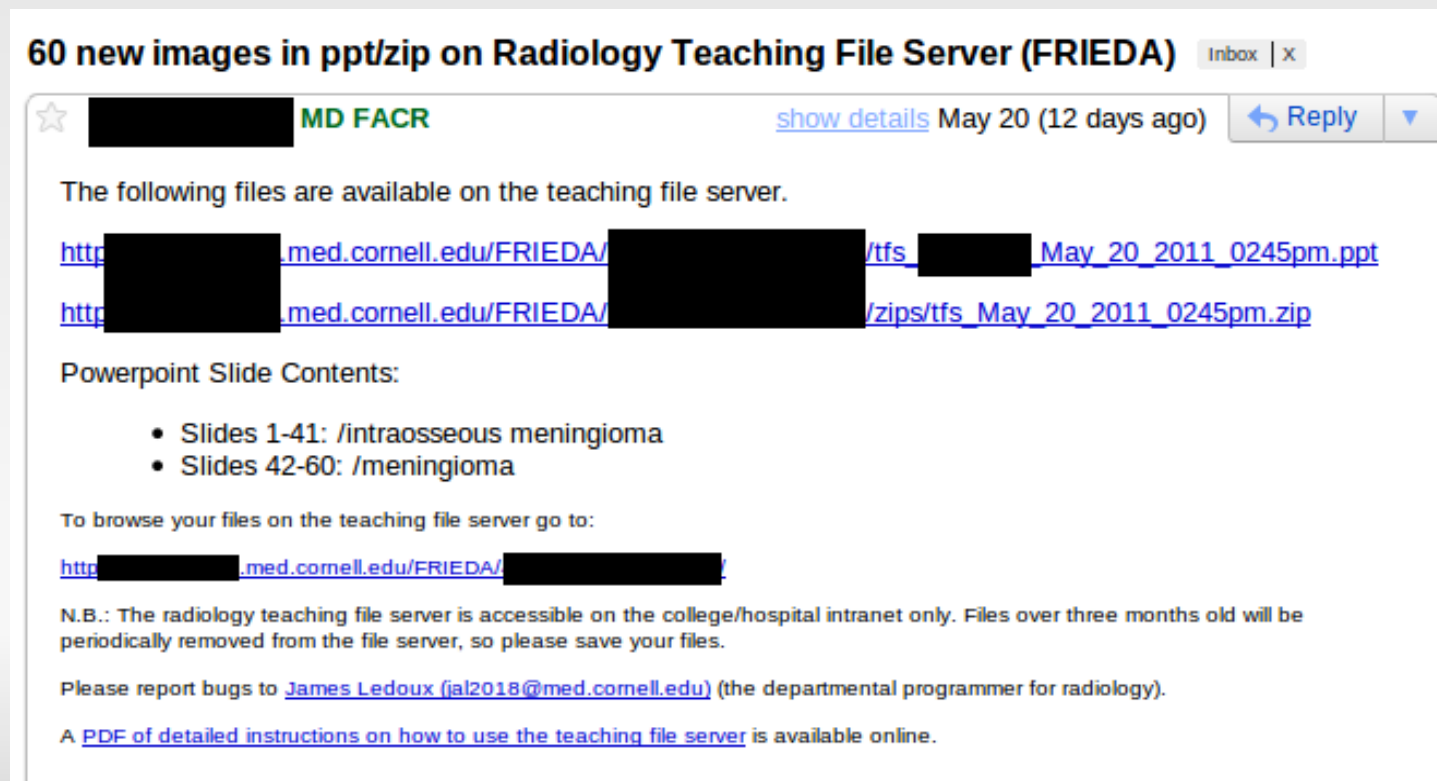 60 new images in ppt/zip on Radiology Teaching File Server (FRIEDA) Inbox | X
MD FACR show details May 20 (12 days ago) Reply
The following files are available on the teaching file server.
http .med.cornell.edu/FRIEDA/ /tfs_ _May_20_2011_0245pm.ppt
http .med.cornell.edu/FRIEDA/ /zips/tfs_May_20_2011_0245pm.zip
Powerpoint Slide Contents:
• Slides 1-41: /intraosseous meningioma
• Slides 42-60: /meningioma
To browse your files on the teaching file server go to:
http .med.cornell.edu/FRIEDA/ /
N.B.: The radiology teaching file server is accessible on the college/hospital intranet only. Files over three months old will be
periodically removed from the file server, so please save your files.
Please report bugs to James Ledoux (jal2018@med.cornell.edu) (the departmental programmer for radiology).
A PDF of detailed instructions on how to use the teaching file server is available online.